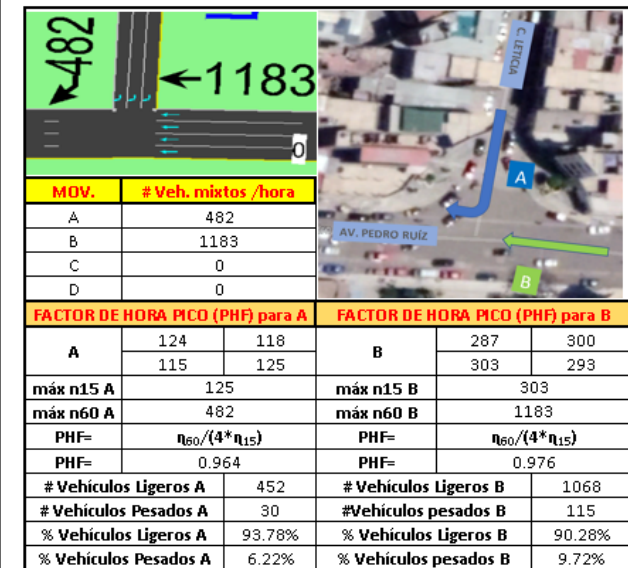 482
←1183
0
C. LETICIA
A
AV. PEDRO RUÍZ
B
MOV. # Veh. mixtos /hora
A 482
B 1183
C 0
D 0
FACTOR DE HORA PICO (PHF) para A FACTOR DE HORA PICO (PHF) para B
A 124 118 B 287 300
115 125 303 293
máx n15 A 125 máx n15 B 303
máx n60 A 482 máx n60 B 1183
PHF= η60/(4*η15) PHF= η60/(4*η15)
PHF= 0.964 PHF= 0.976
# Vehículos Ligeros A 452 # Vehículos Ligeros B 1068
# Vehículos Pesados A 30 #Vehículos pesados B 115
% Vehículos Ligeros A 93.78% % Vehículos Ligeros B 90.28%
% Vehículos Pesados A 6.22% % Vehículos pesados B 9.72%